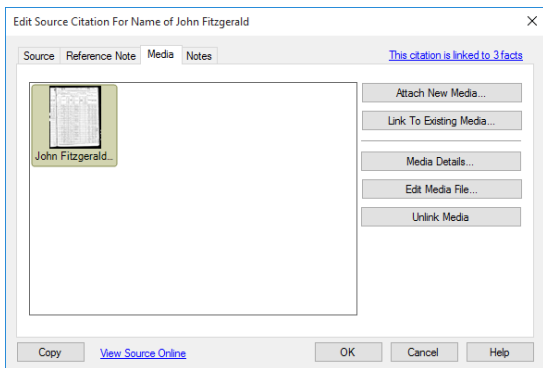 Edit Source Citation For Name of John Fitzgerald
Source Reference Note Media Notes This citation is linked to 3 facts
John Fitzgerald...
Attach New Media...
Link To Existing Media...
Media Details...
Edit Media File...
Unlink Media
Copy View Source Online OK Cancel Help